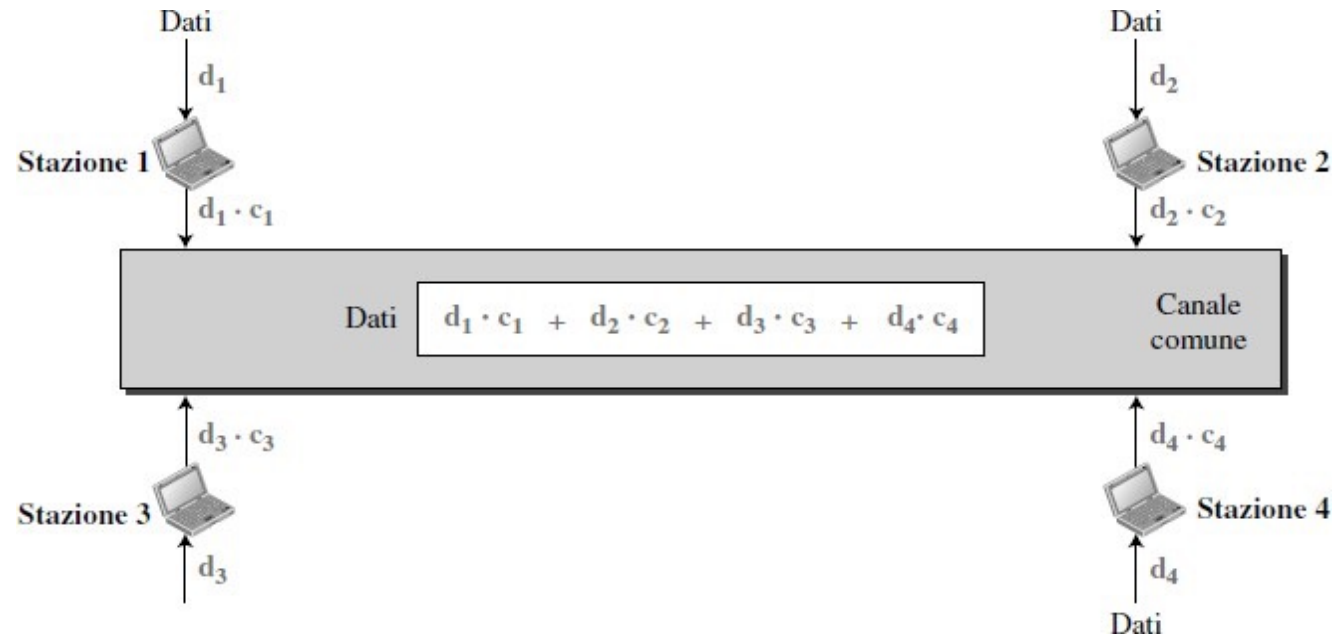 Dati
Dati
d₁
d₂
Stazione 1
Stazione 2
d₁ · c₁
d₂ · c₂
Dati
d₁ · c₁ + d₂ · c₂ + d₃ · c₃ + d₄· c₄
Canale
comune
d₃ · c₃
d₄ · c₄
Stazione 3
Stazione 4
d₃
d₄
Dati